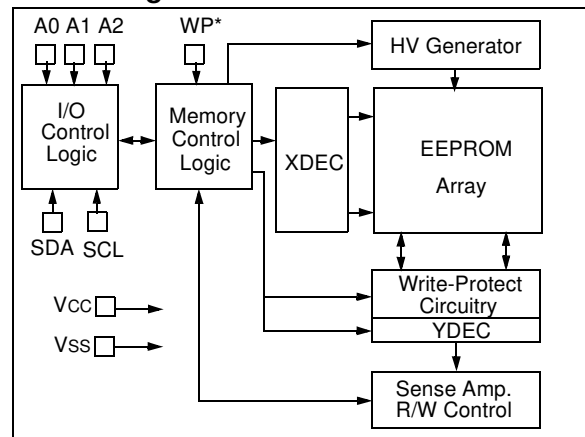 A0 A1 A2
WP*
HV Generator
I/O
Control
Logic
Memory
Control
Logic
XDEC
EEPROM
Array
SDA SCL
Write-Protect
Circuitry
YDEC
VCC
VSS
Sense Amp.
R/W Control